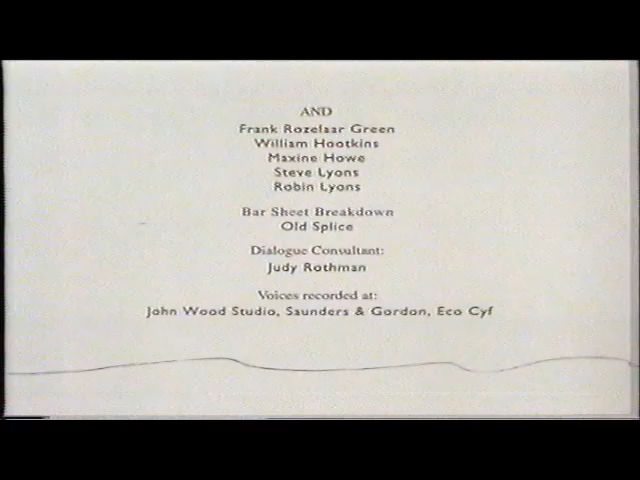 AND
Frank Rozelaar Green
William Hootkins
Maxine Howe
Steve Lyons
Robin Lyons
Bar Sheet Breakdown
Old Splice
Dialogue Consultant:
Judy Rothman
Voices recorded at:
John Wood Studio, Saunders & Gordon, Eco Cyf